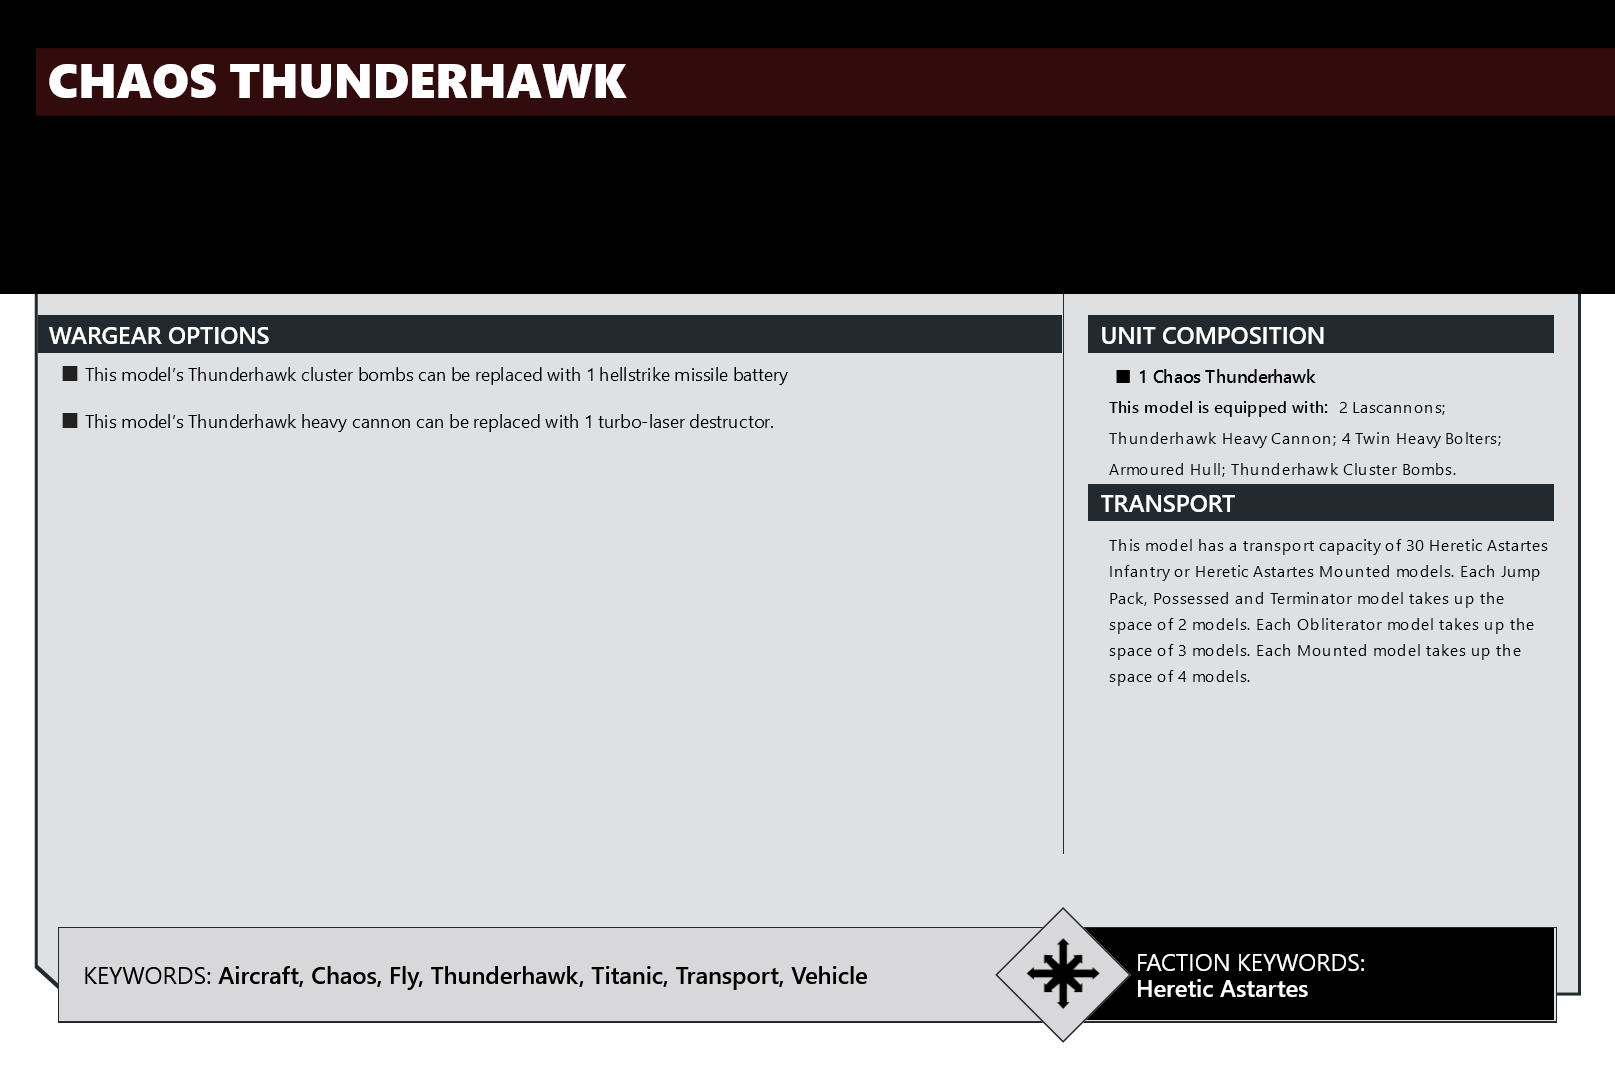 CHAOS THUNDERHAWK
WARGEAR OPTIONS
■ This model’s Thunderhawk cluster bombs can be replaced with 1 hellstrike missile battery
■ This model’s Thunderhawk heavy cannon can be replaced with 1 turbo-laser destructor.
UNIT COMPOSITION
■ 1 Chaos Thunderhawk
This model is equipped with: 2 Lascannons;
Thunderhawk Heavy Cannon; 4 Twin Heavy Bolters;
Armoured Hull; Thunderhawk Cluster Bombs.
TRANSPORT
This model has a transport capacity of 30 Heretic Astartes
Infantry or Heretic Astartes Mounted models. Each Jump
Pack, Possessed and Terminator model takes up the
space of 2 models. Each Obliterator model takes up the
space of 3 models. Each Mounted model takes up the
space of 4 models.
KEYWORDS: Aircraft, Chaos, Fly, Thunderhawk, Titanic, Transport, Vehicle
FACTION KEYWORDS:
Heretic Astartes